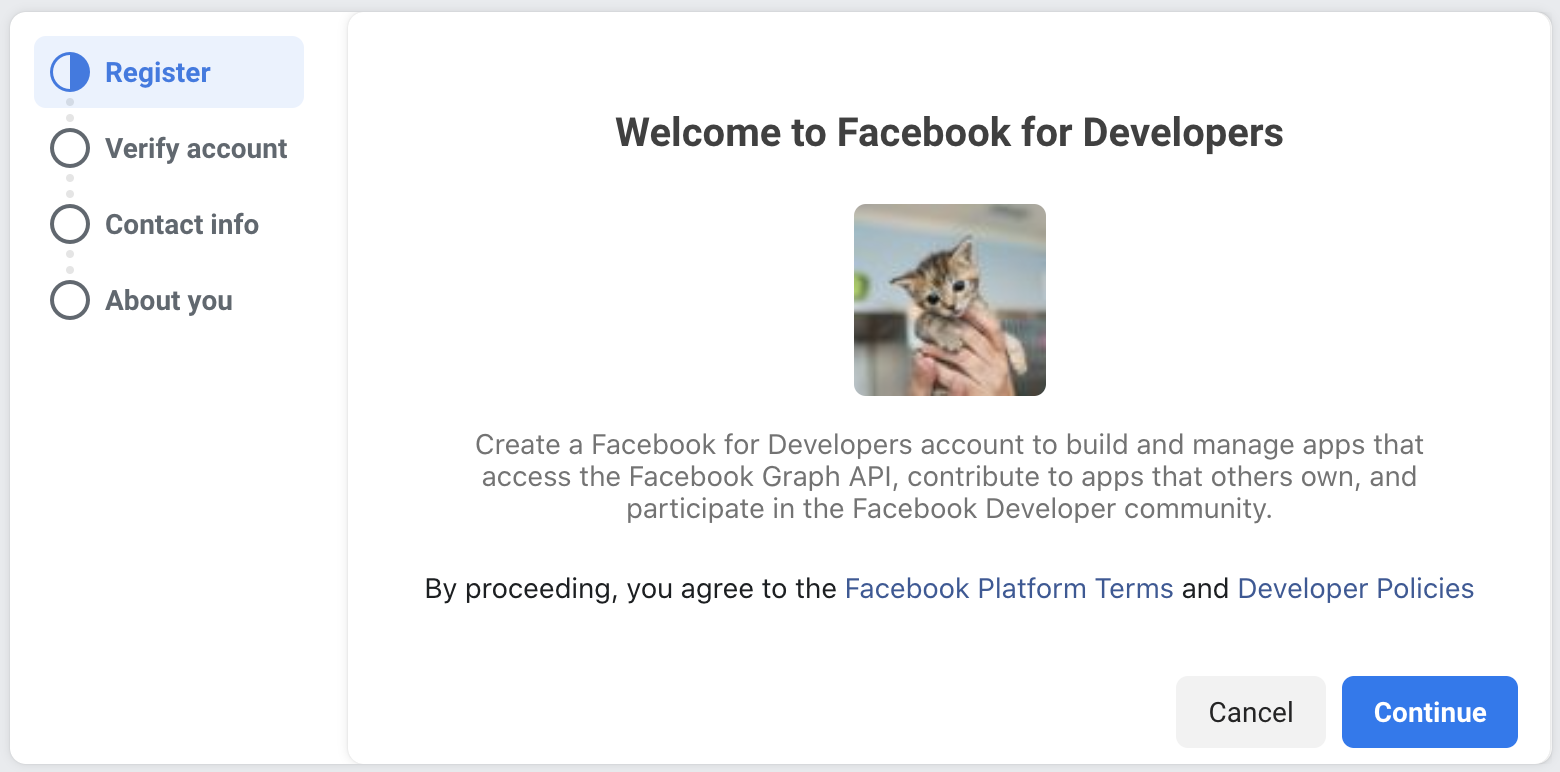 Register
Verify account
Contact info
About you
Welcome to Facebook for Developers
Create a Facebook for Developers account to build and manage apps that
access the Facebook Graph API, contribute to apps that others own, and
participate in the Facebook Developer community.
By proceeding, you agree to the Facebook Platform Terms and Developer Policies
Cancel
Continue